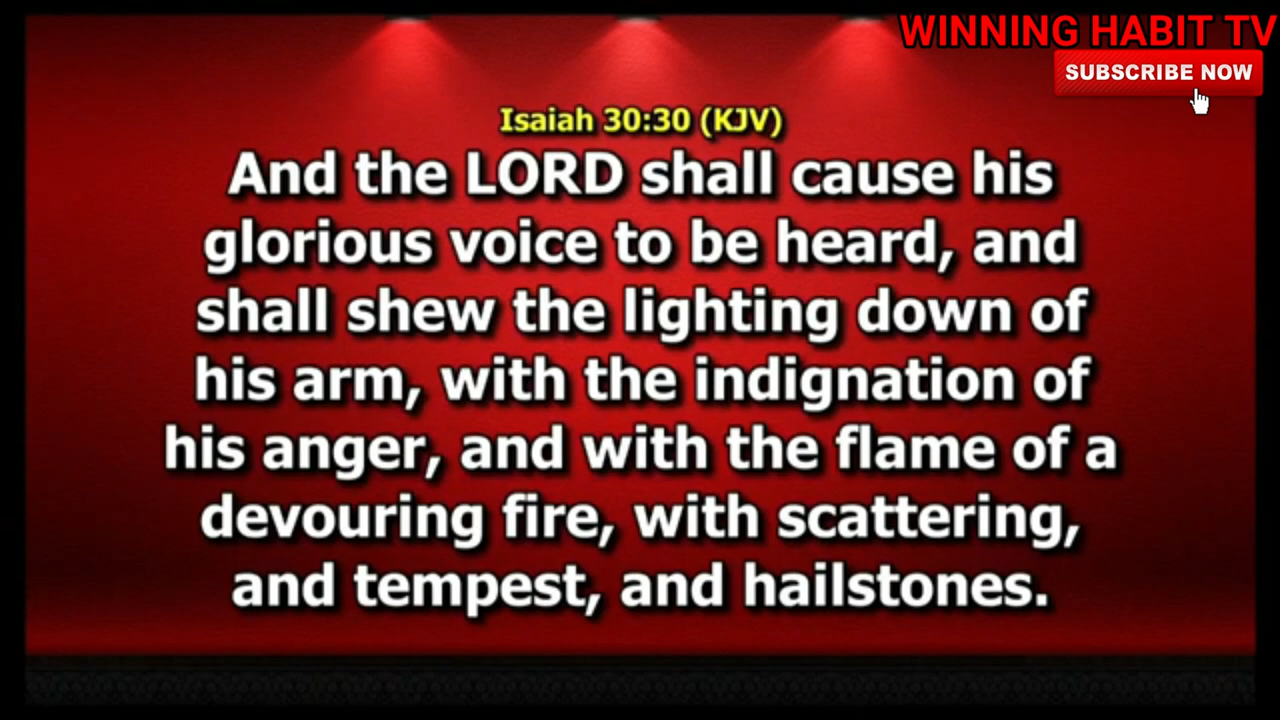 WINNING HABIT TV
SUBSCRIBE NOW
Isaiah 30:30 (KJV)
And the LORD shall cause his
glorious voice to be heard, and
shall shew the lighting down of
his arm, with the indignation of
his anger, and with the flame of a
devouring fire, with scattering,
and tempest, and hailstones.